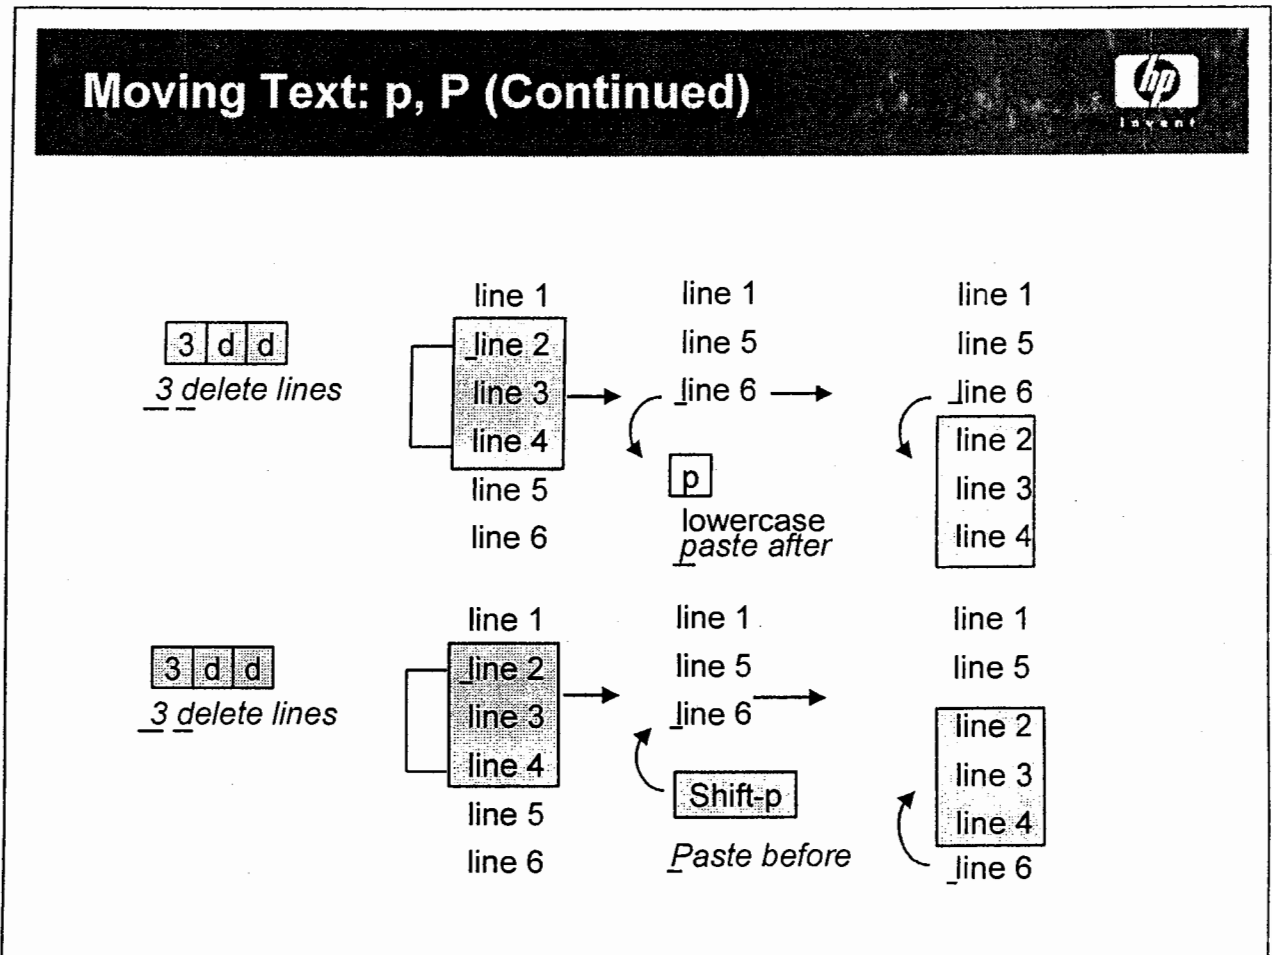 Moving Text: p, P (Continued)
hp
invent
3 d d
3 delete lines
line 1
line 2
line 3
line 4
line 5
line 6
line 1
line 5
line 6
p
lowercase
paste after
line 1
line 5
line 6
line 2
line 3
line 4
3 d d
3 delete lines
line 1
line 2
line 3
line 4
line 5
line 6
line 1
line 5
line 6
Shift-p
Paste before
line 1
line 5
line 2
line 3
line 4
line 6